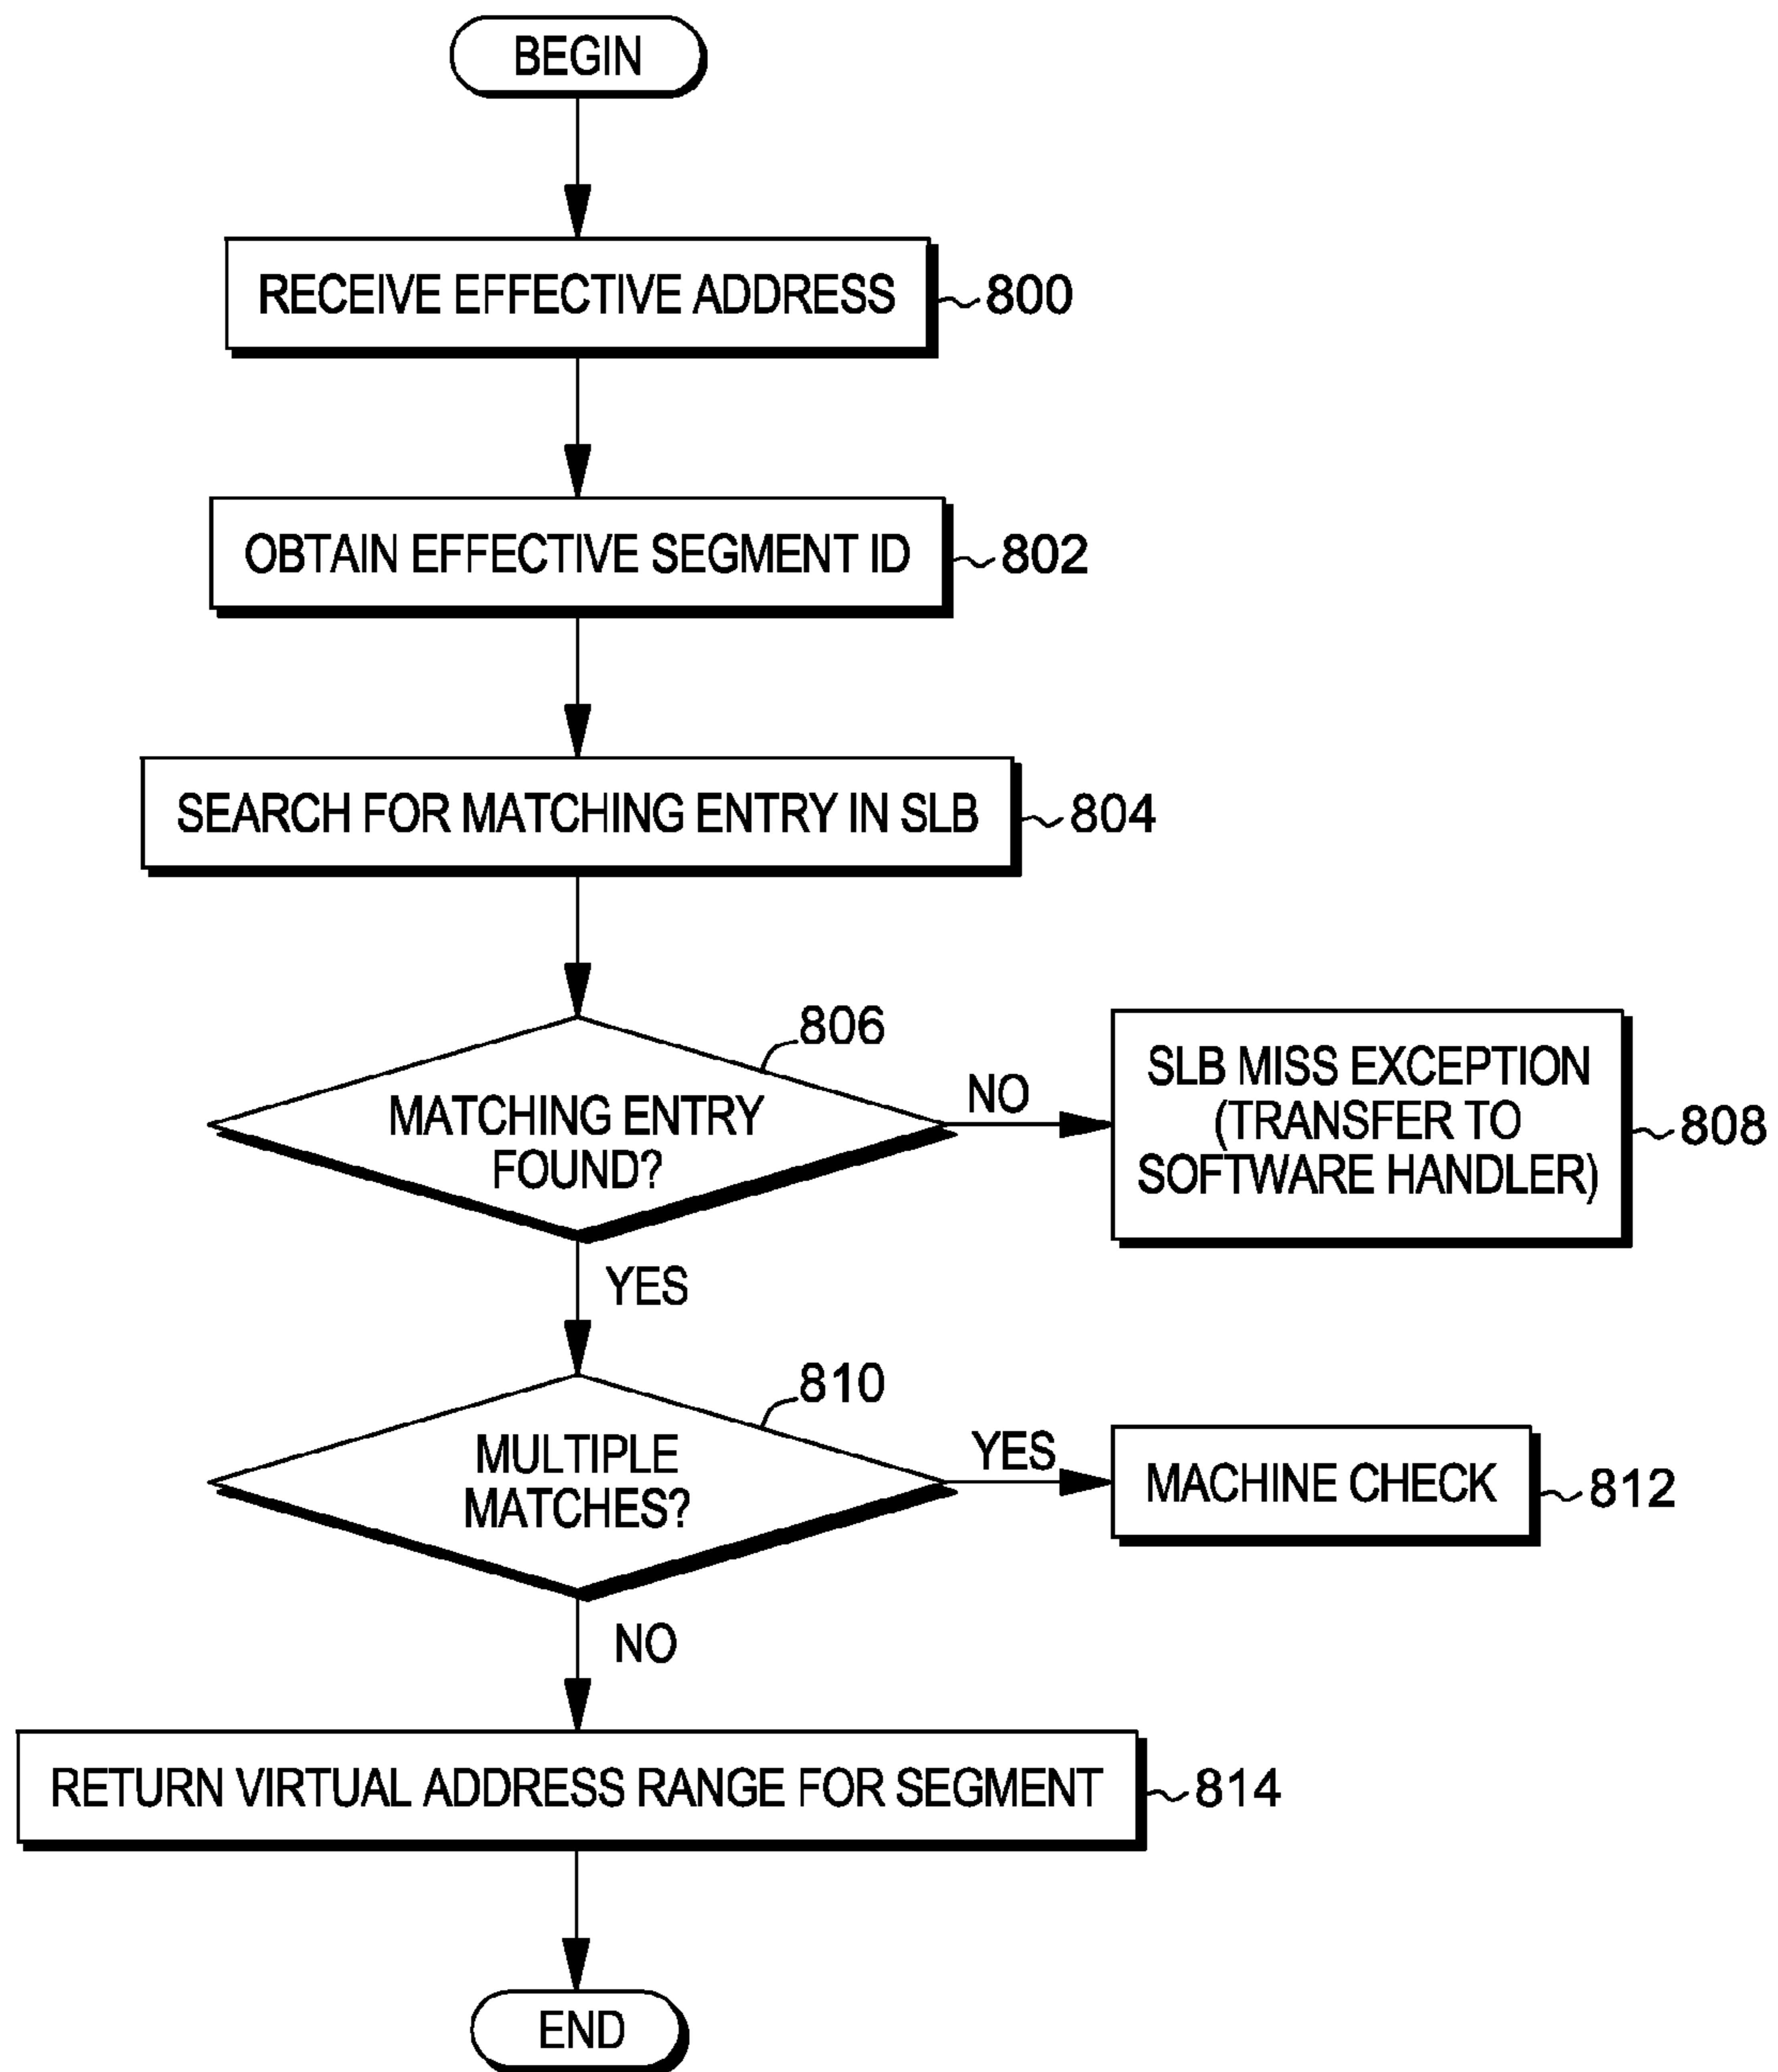 BEGIN
RECEIVE EFFECTIVE ADDRESS
800
OBTAIN EFFECTIVE SEGMENT ID
802
SEARCH FOR MATCHING ENTRY IN SLB
804
806
MATCHING ENTRY
FOUND?
NO
SLB MISS EXCEPTION
(TRANSFER TO
SOFTWARE HANDLER)
808
YES
810
MULTIPLE
MATCHES?
YES
MACHINE CHECK
812
NO
RETURN VIRTUAL ADDRESS RANGE FOR SEGMENT
814
END